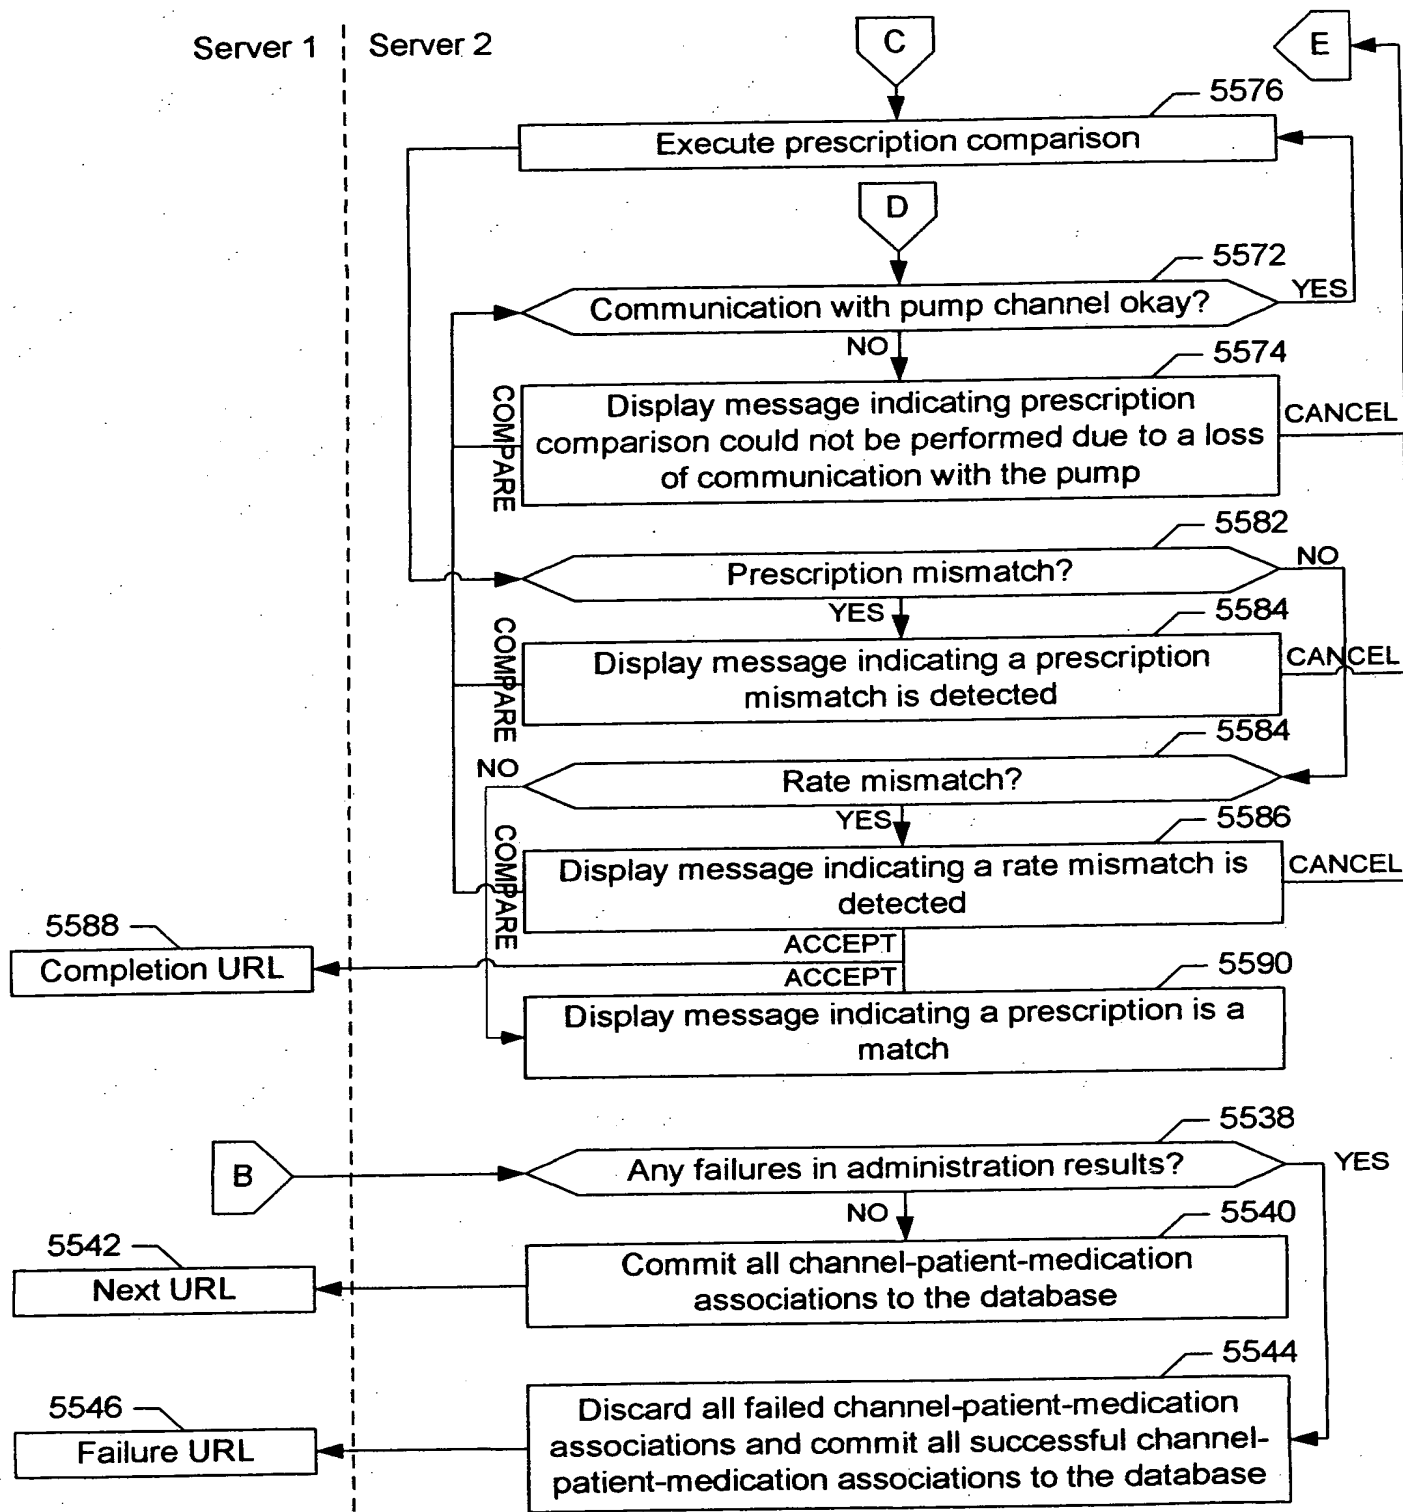 Server 1
Server 2
C
E
5576
Execute prescription comparison
D
5572
Communication with pump channel okay?
YES
NO
5574
Display message indicating prescription
comparison could not be performed due to a loss
of communication with the pump
COMPARE
CANCEL
5582
Prescription mismatch?
NO
YES
5584
Display message indicating a prescription
mismatch is detected
COMPARE
CANCEL
5584
Rate mismatch?
NO
YES
5586
Display message indicating a rate mismatch is
detected
COMPARE
CANCEL
ACCEPT
5588
Completion URL
ACCEPT
5590
Display message indicating a prescription is a
match
5538
B
Any failures in administration results?
YES
NO
5540
Commit all channel-patient-medication
associations to the database
5542
Next URL
5544
Discard all failed channel-patient-medication
associations and commit all successful channel-
patient-medication associations to the database
5546
Failure URL